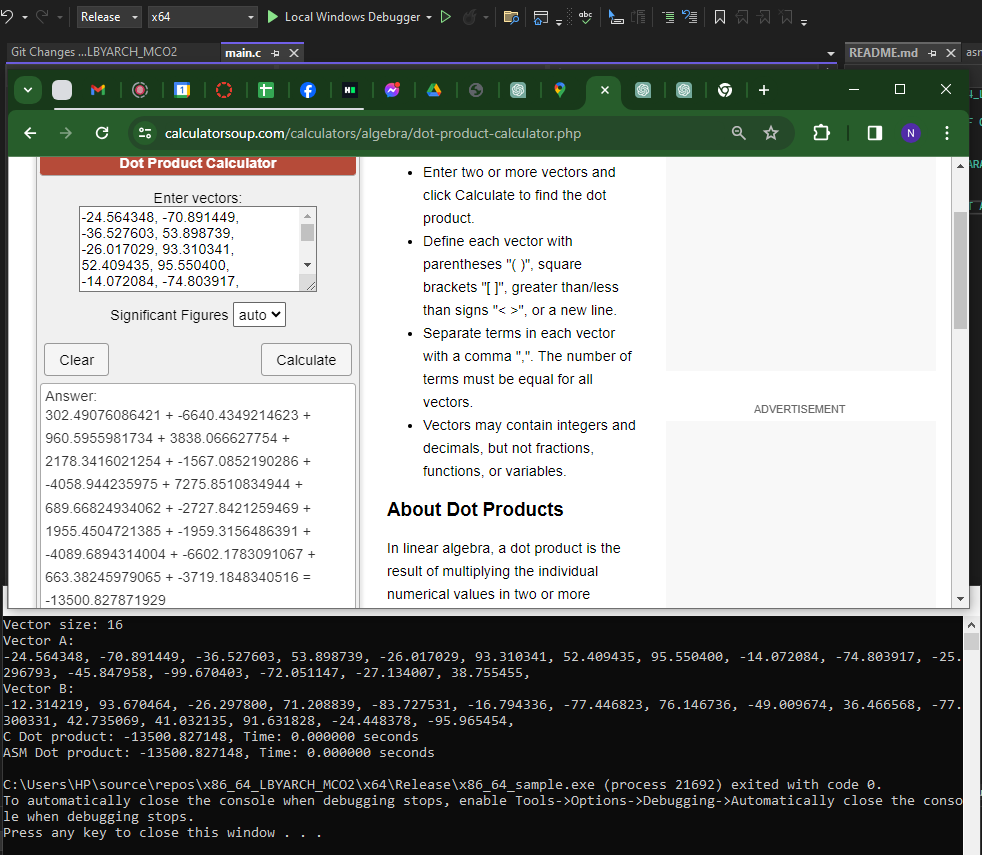 Release
x64
Local Windows Debugger
Git Changes ...LBYARCH_MCO2
main.c
README.md
calculatorsoup.com/calculators/algebra/dot-product-calculator.php
N
Dot Product Calculator
Enter vectors:
-24.564348, -70.891449,
-36.527603, 53.898739,
-26.017029, 93.310341,
52.409435, 95.550400,
-14.072084, -74.803917,
Significant Figures auto
Clear
Calculate
Answer:
302.49076086421 + -6640.4349214623 +
960.5955981734 + 3838.066627754 +
2178.3416021254 + -1567.0852190286 +
-4058.944235975 + 7275.8510834944 +
689.66824934062 + -2727.8421259469 +
1955.4504721385 + -1959.3156486391 +
-4089.6894314004 + -6602.1783091067 +
663.38245979065 + -3719.1848340516 =
-13500.827871929
• Enter two or more vectors and
click Calculate to find the dot
product.
• Define each vector with
parentheses "( )", square
brackets "[ ]", greater than/less
than signs "< >", or a new line.
• Separate terms in each vector
with a comma ",". The number of
terms must be equal for all
vectors.
• Vectors may contain integers and
decimals, but not fractions,
functions, or variables.
About Dot Products
In linear algebra, a dot product is the
result of multiplying the individual
numerical values in two or more
ADVERTISEMENT
Vector size: 16
Vector A:
-24.564348, -70.891449, -36.527603, 53.898739, -26.017029, 93.310341, 52.409435, 95.550400, -14.072084, -74.803917, -25.
296793, -45.847958, -99.670403, -72.051147, -27.134007, 38.755455,
Vector B:
-12.314219, 93.670464, -26.297800, 71.208839, -83.727531, -16.794336, -77.446823, 76.146736, -49.009674, 36.466568, -77.
300331, 42.735069, 41.032135, 91.631828, -24.448378, -95.965454,
C Dot product: -13500.827148, Time: 0.000000 seconds
ASM Dot product: -13500.827148, Time: 0.000000 seconds
C:\Users\HP\source\repos\x86_64_LBYARCH_MCO2\x64\Release\x86_64_sample.exe (process 21692) exited with code 0.
To automatically close the console when debugging stops, enable Tools->Options->Debugging->Automatically close the conso
le when debugging stops.
Press any key to close this window . . .